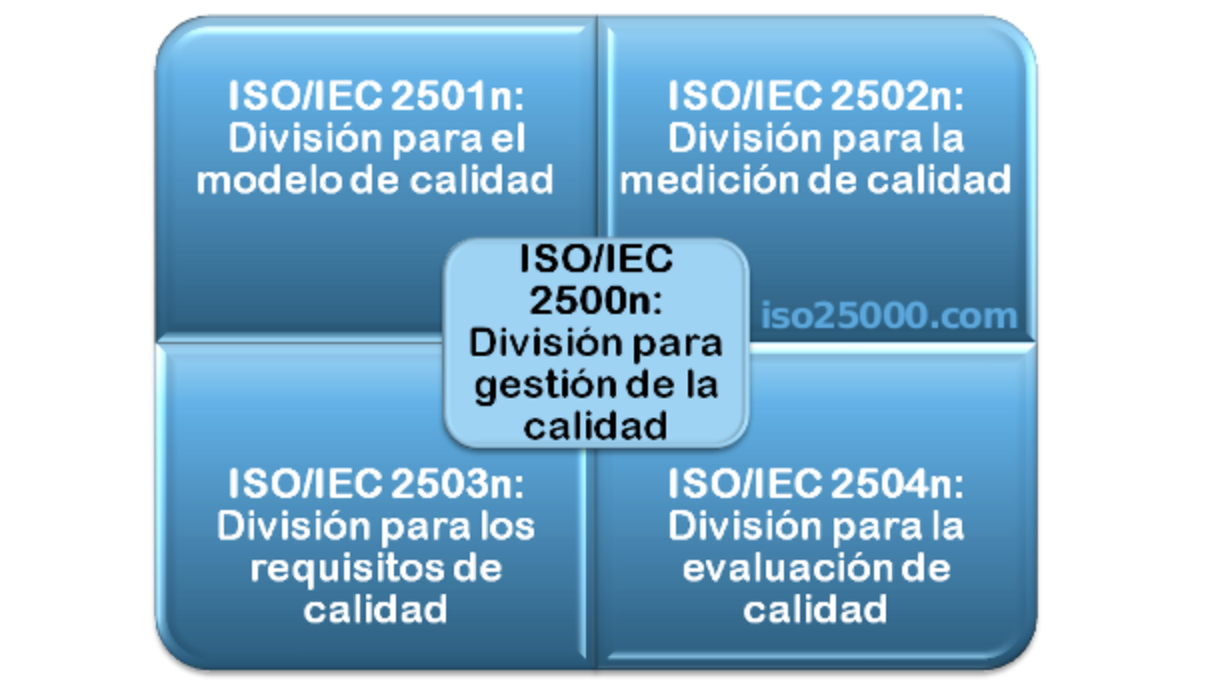 ISO/IEC 2501n:
División para el
modelo de calidad
ISO/IEC 2502n:
División para la
medición de calidad
ISO/IEC
2500n:
División para
gestión de la
calidad
iso25000.com
ISO/IEC 2503n:
División para los
requisitos de
calidad
ISO/IEC 2504n:
División para la
evaluación de
calidad